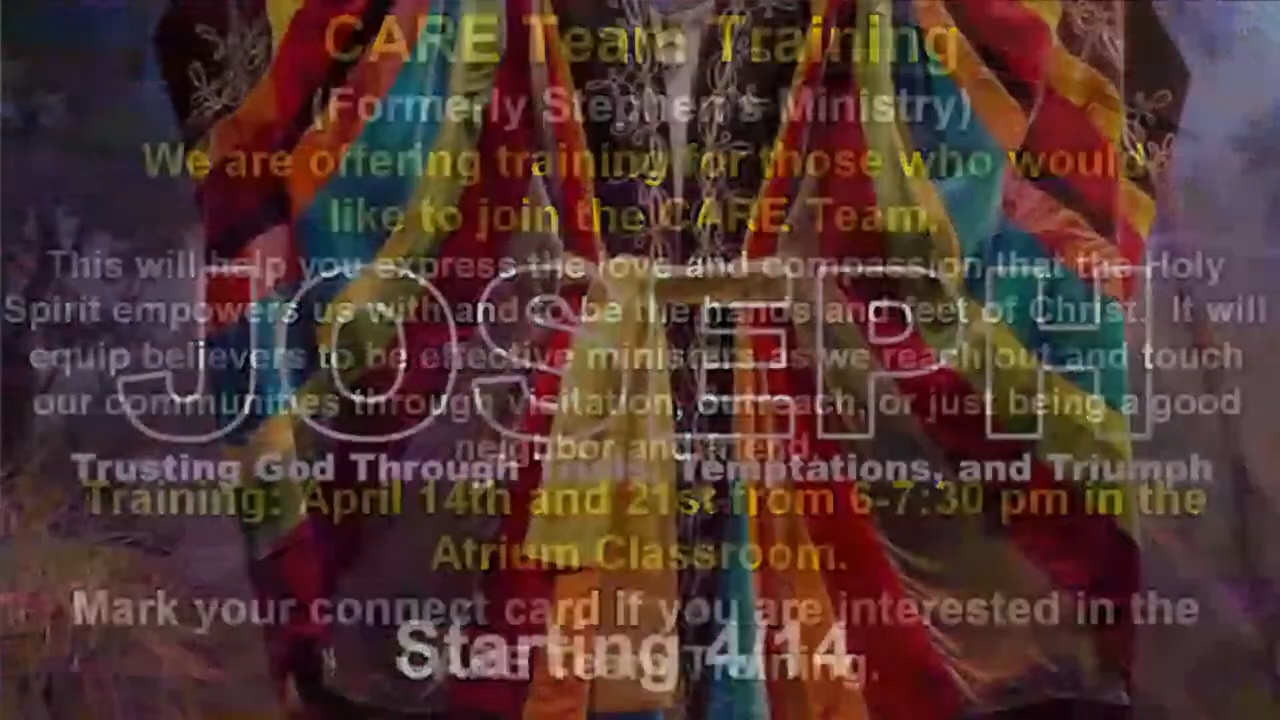 CARE Team Training
(Formerly Stephen's Ministry)
We are offering training for those who would
like to join the CARE Team.
This will help you express the love and compassion that the Holy
Spirit empowers us with and to be the hands and feet of Christ. It will
equip believers to be effective ministers as we reach out and touch
our communities through visitation, outreach, or just being a good
neighbor and friend.
JOSEPH
Trusting God Through Trials, Temptations, and Triumph
Training: April 14th and 21st from 6-7:30 pm in the
Atrium Classroom.
Mark your connect card if you are interested in the
CARE Team Training.
Starting 4/14